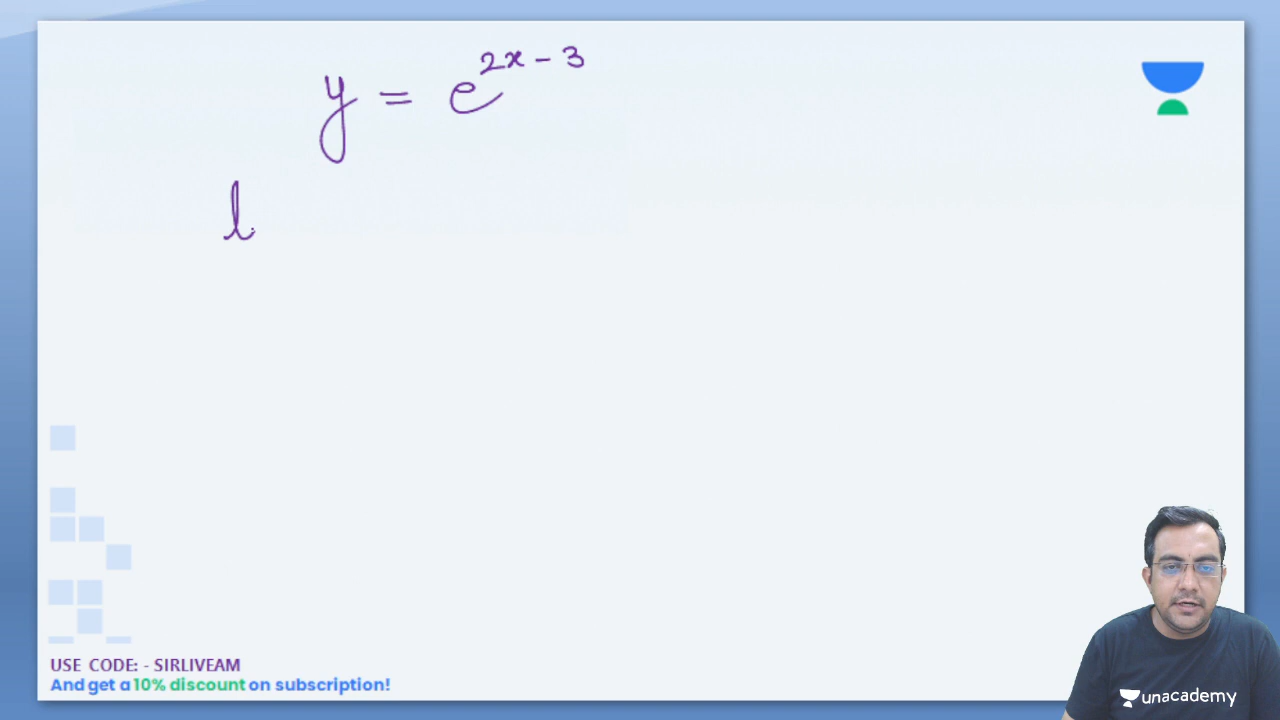 y = e^{2x - 3}
l
USE CODE: - SIRLIVEAM
And get a 10% discount on subscription!
unacademy